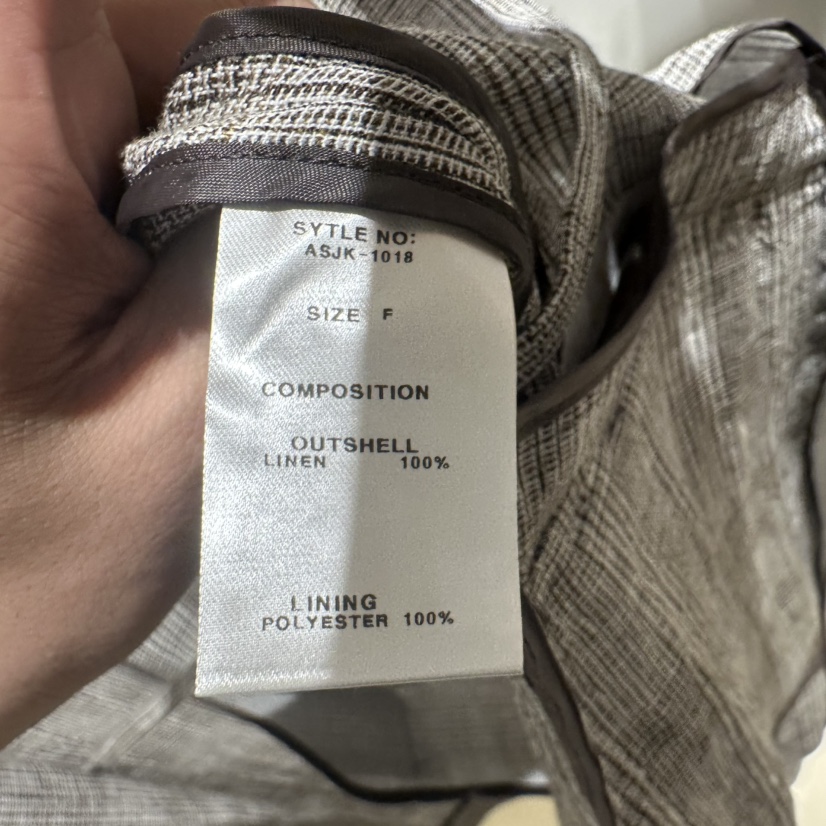 SYTLE NO:
ASJK-1018
SIZE F
COMPOSITION
OUTSHELL
LINEN 100%
LINING
POLYESTER 100%